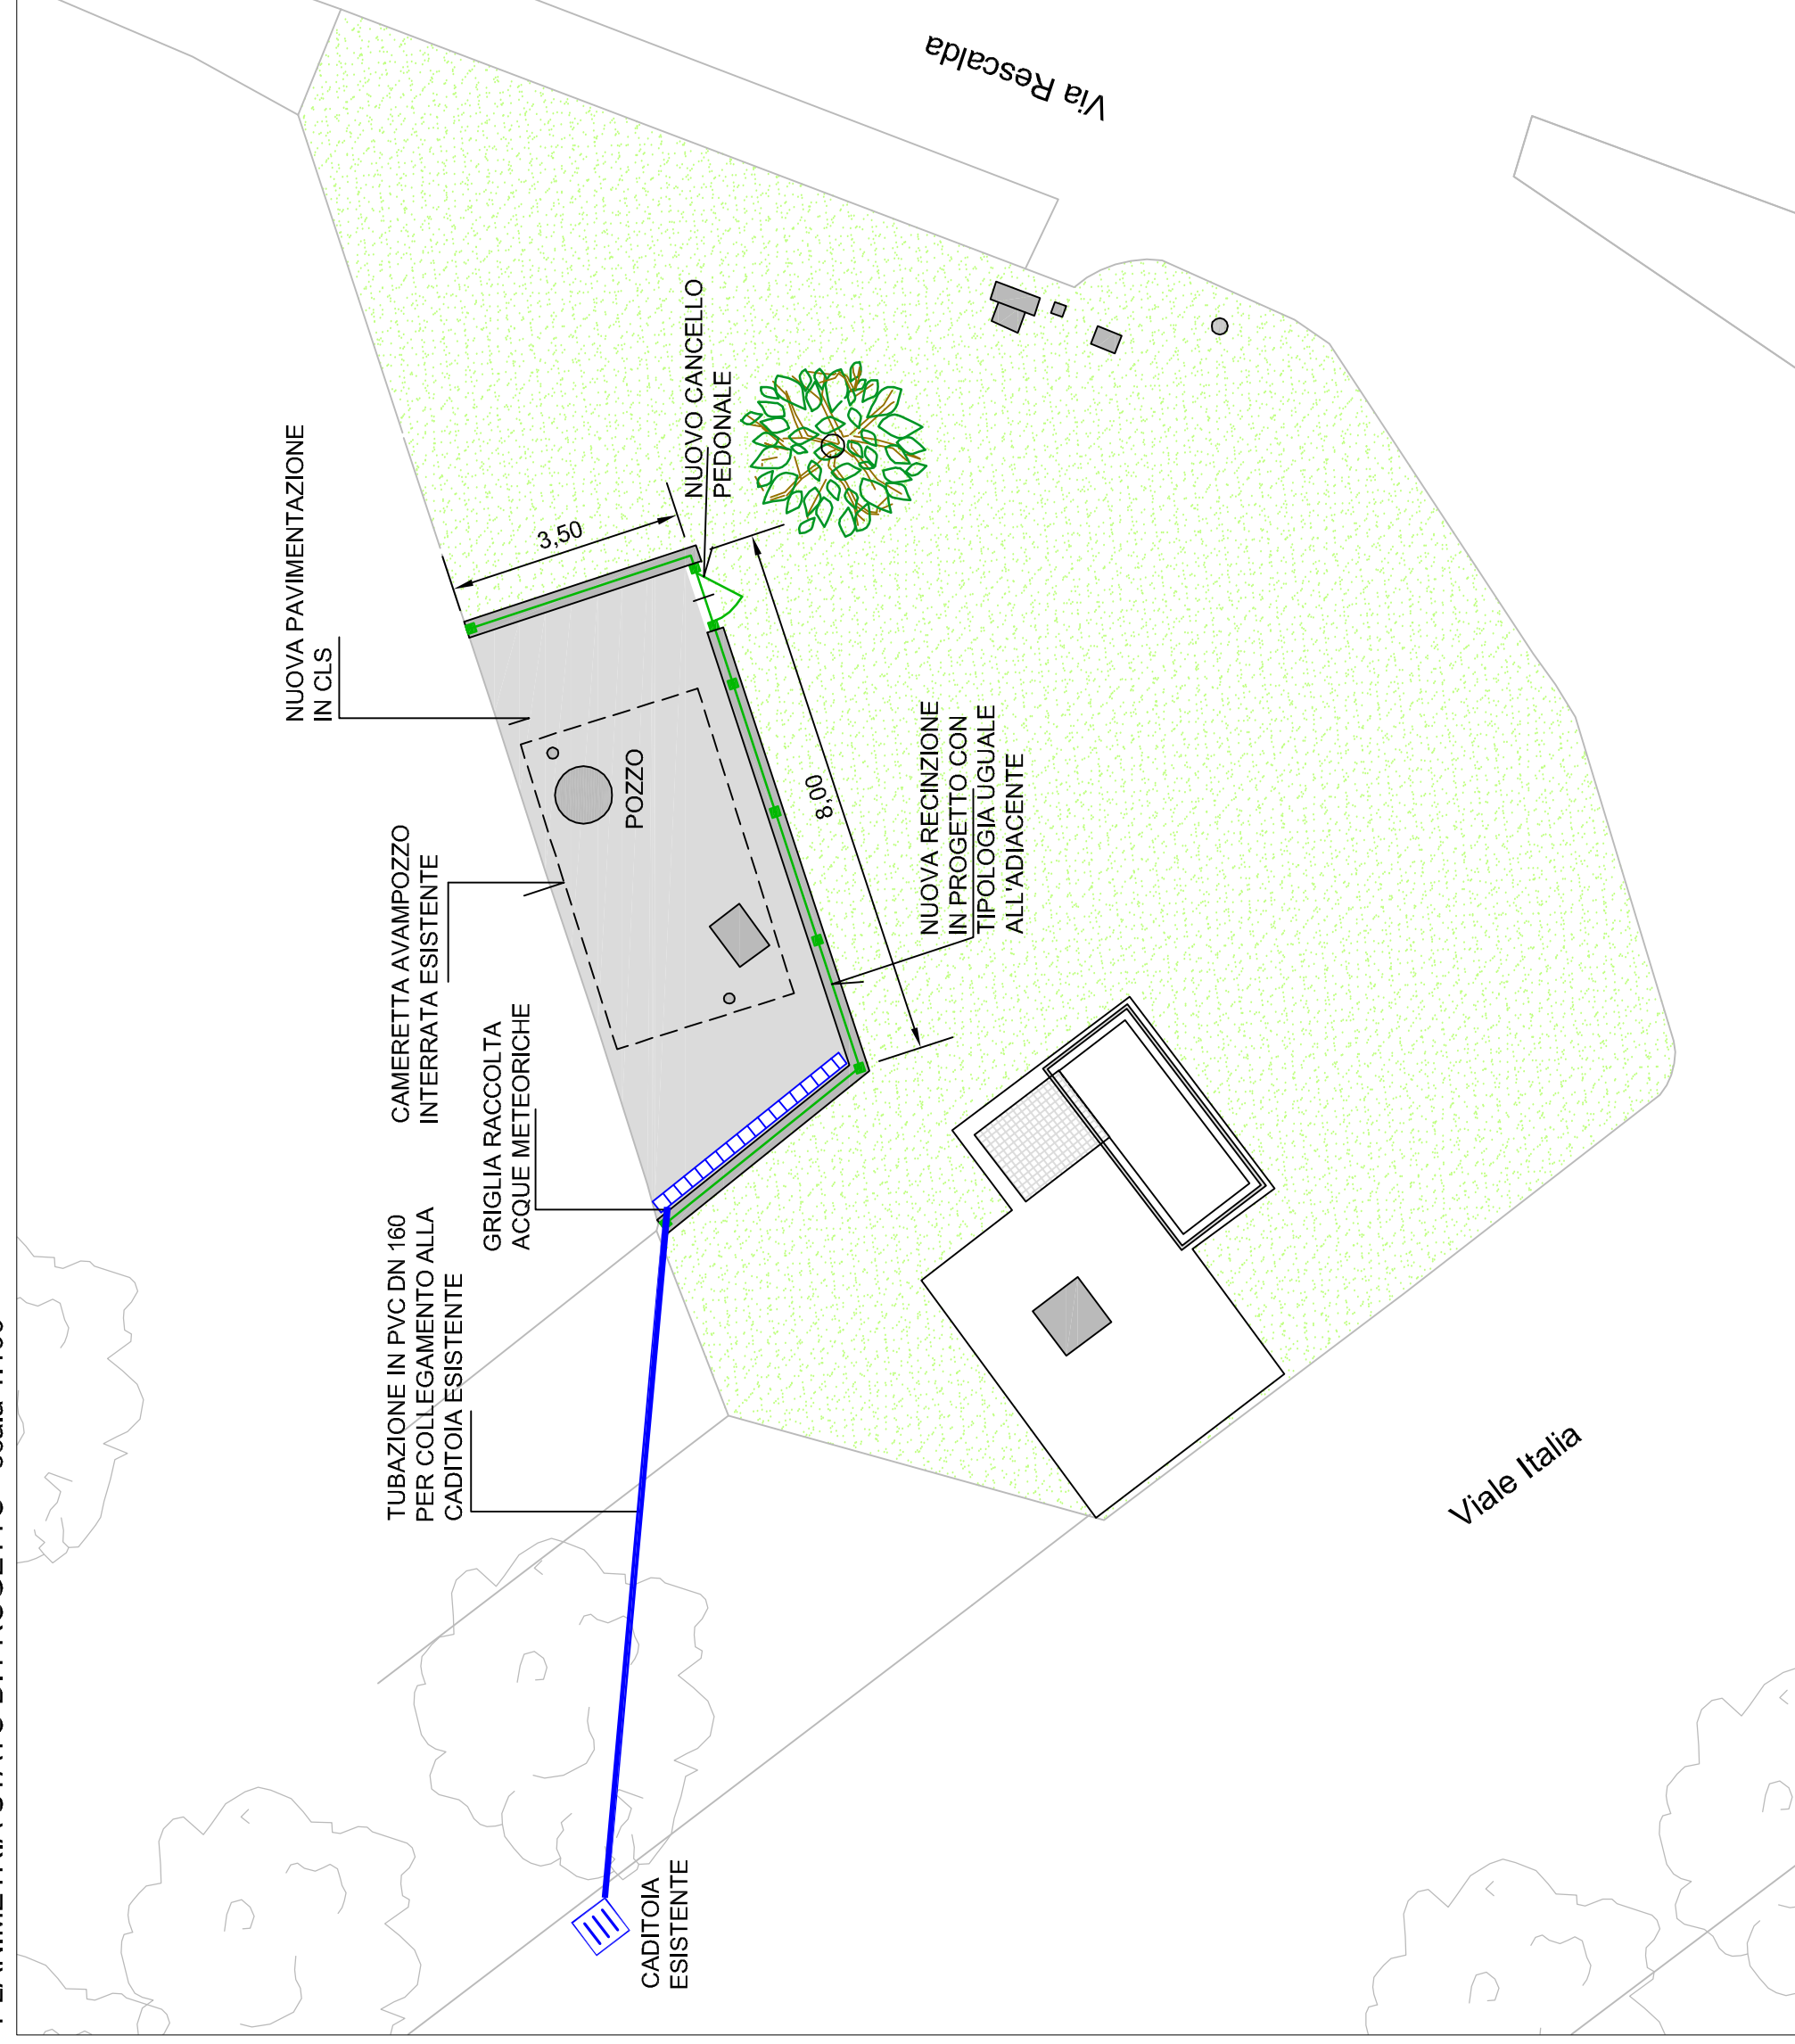 Via Rescalda
NUOVO CANCELLO
PEDONALE
NUOVA PAVIMENTAZIONE
IN CLS
3,50
POZZO
8,00
NUOVA RECINZIONE
IN PROGETTO CON
TIPOLOGIA UGUALE
ALL'ADIACENTE
CAMERETTA AVAMPOZZO
INTERRATA ESISTENTE
GRIGLIA RACCOLTA
ACQUE METEORICHE
TUBAZIONE IN PVC DN 160
PER COLLEGAMENTO ALLA
CADITOIA ESISTENTE
Viale Italia
CADITOIA
ESISTENTE